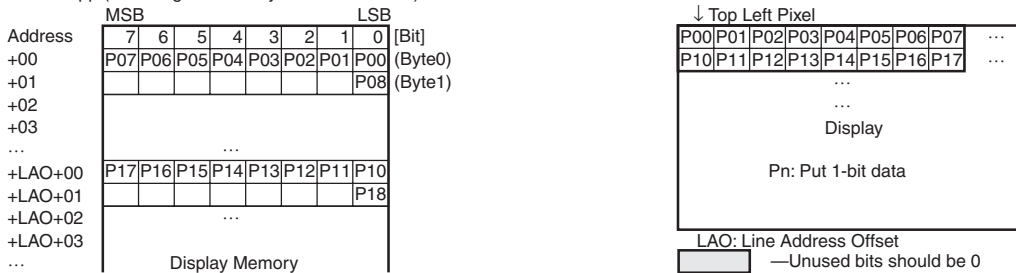 MSB LSB
Address 7 6 5 4 3 2 1 0 [Bit]
+00 P07 P06 P05 P04 P03 P02 P01 P00 (Byte0)
+01 P08 (Byte1)
+02
+03
… …
+LAO+00 P17 P16 P15 P14 P13 P12 P11 P10
+LAO+01 P18
+LAO+02 …
+LAO+03
… Display Memory
↓ Top Left Pixel
P00 P01 P02 P03 P04 P05 P06 P07 …
P10 P11 P12 P13 P14 P15 P16 P17 …
…
…
Display
Pn: Put 1-bit data
LAO: Line Address Offset
—Unused bits should be 0